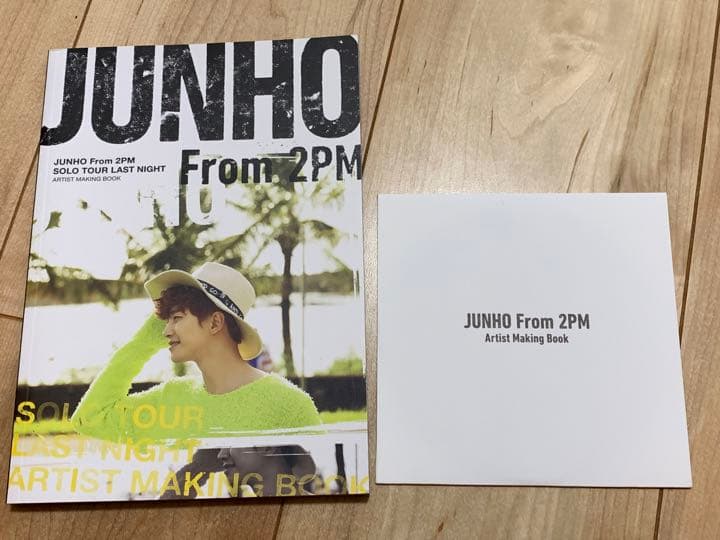 JUNHO
From 2PM
JUNHO From 2PM
SOLO TOUR LAST NIGHT
ARTIST MAKING BOOK
SOLO TOUR
LAST NIGHT
ARTIST MAKING BOOK
JUNHO From 2PM
Artist Making Book